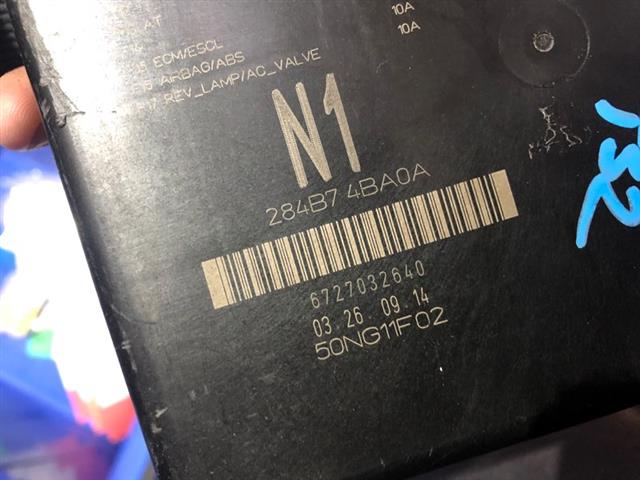 AT
10A
10A
ECM/ESCL
AIRBAG/ABS
REV_LAMP/AC_VALVE
N1
284B7 4BA0A
6727032640
03 26 09.14
50NG11F02